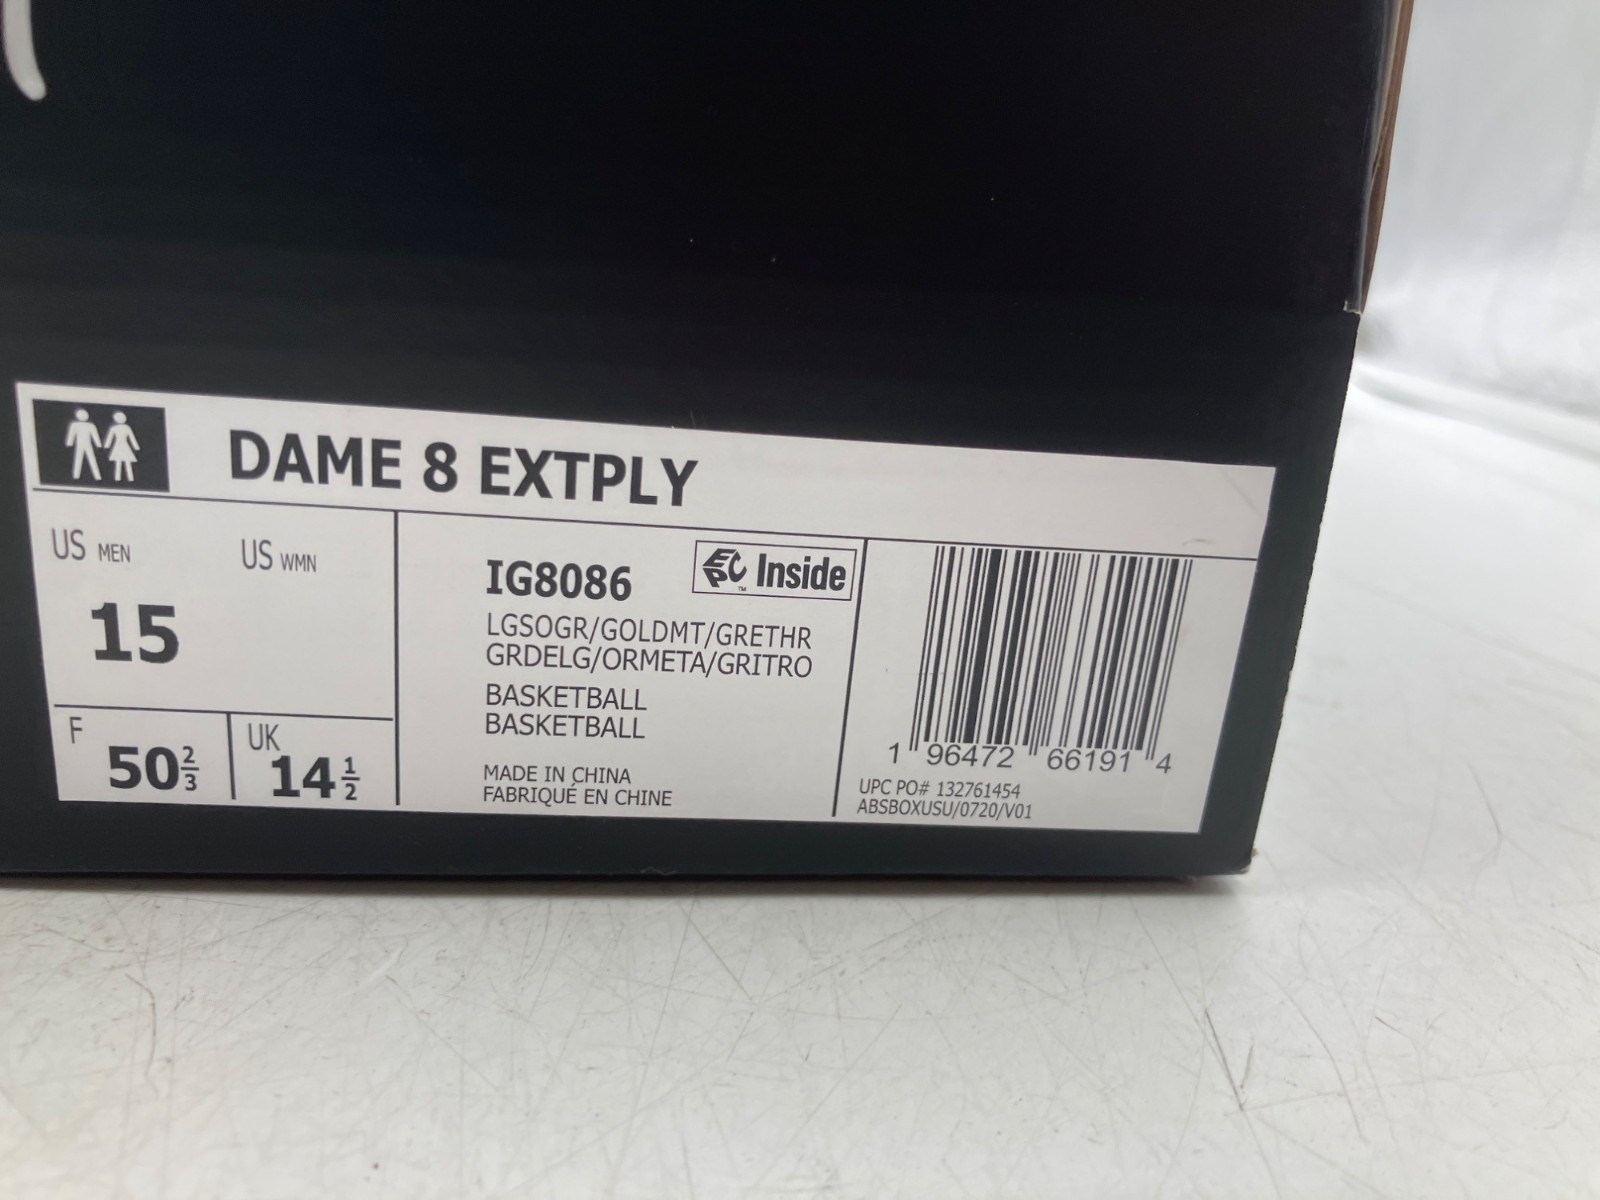 DAME 8 EXTPLY
US MEN
US WMN
15
F
50 2/3
UK
14 1/2
IG8086
EPC Inside
™
LGSOGR/GOLDMT/GRETHR
GRDELG/ORMETA/GRITRO
BASKETBALL
BASKETBALL
MADE IN CHINA
FABRIQUÉ EN CHINE
1 96472 66191 4
UPC PO# 132761454
ABSBOXUSU/0720/V01